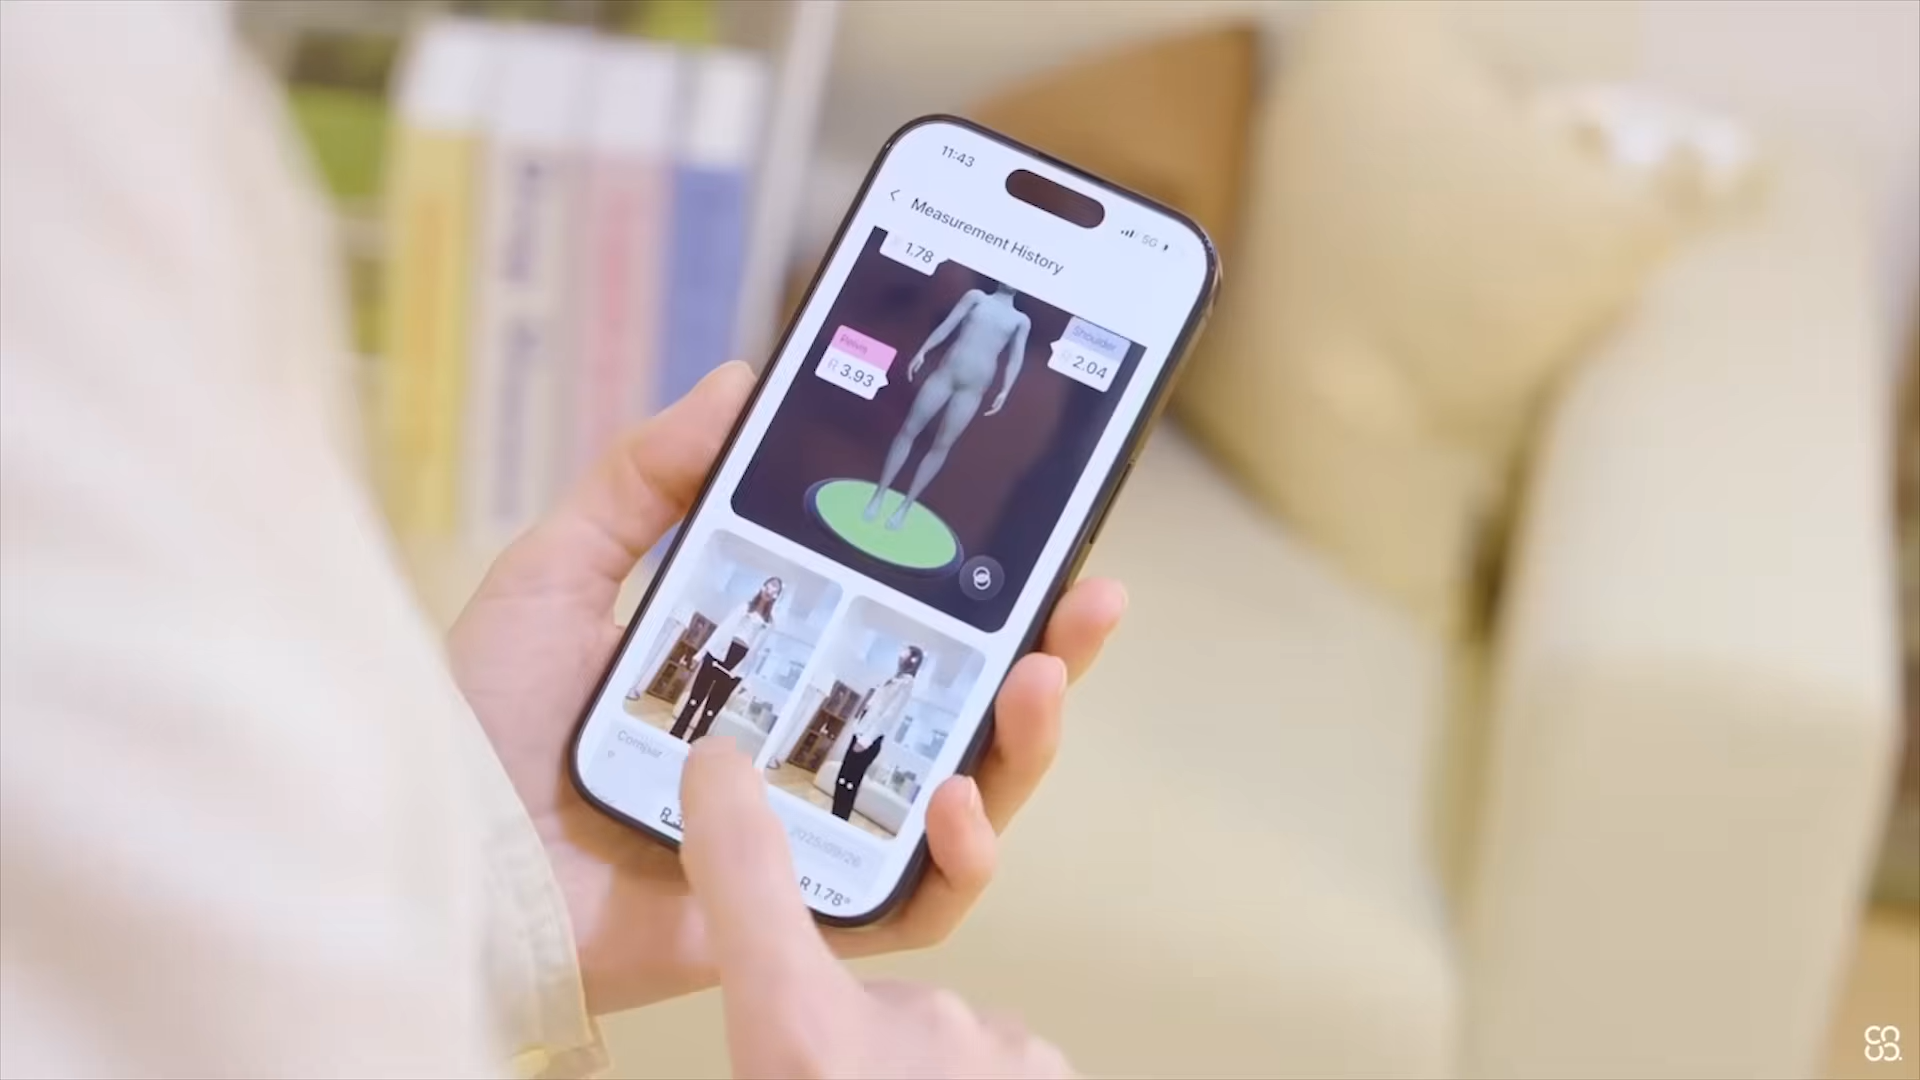 11:43
5G
Measurement History
1.78
Pelvis
R 3.93
Shoulder
R 2.04
Compar
2025/09/26
R 3
R 1.78°